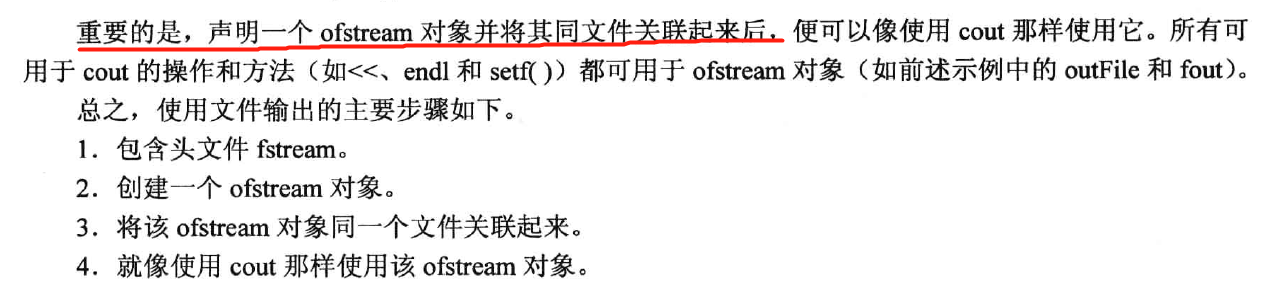 重要的是，声明一个 ofstream 对象并将其同文件关联起来后，便可以像使用 cout 那样使用它。所有可
用于 cout 的操作和方法（如<<、endl 和 setf( )）都可用于 ofstream 对象（如前述示例中的 outFile 和 fout）。
总之，使用文件输出的主要步骤如下。
1．包含头文件 fstream。
2．创建一个 ofstream 对象。
3．将该 ofstream 对象同一个文件关联起来。
4．就像使用 cout 那样使用该 ofstream 对象。